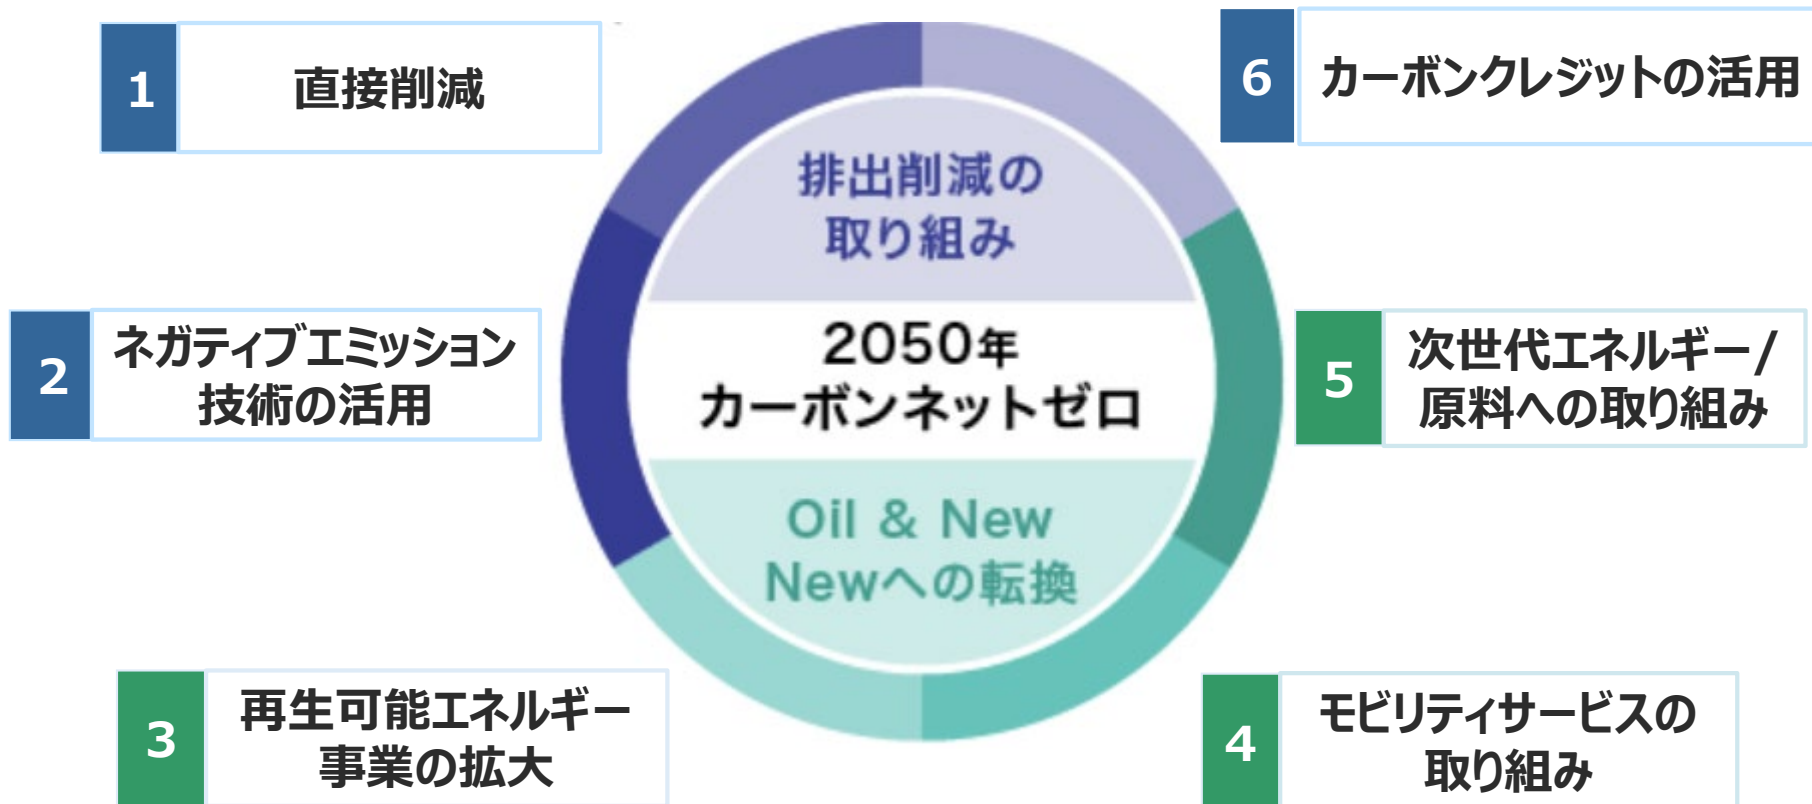 1
直接削減
2
ネガティブエミッション
技術の活用
3
再生可能エネルギー
事業の拡大
排出削減の
取り組み
2050年
カーボンネットゼロ
Oil & New
Newへの転換
6
カーボンクレジットの活用
5
次世代エネルギー/
原料への取り組み
4
モビリティサービスの
取り組み